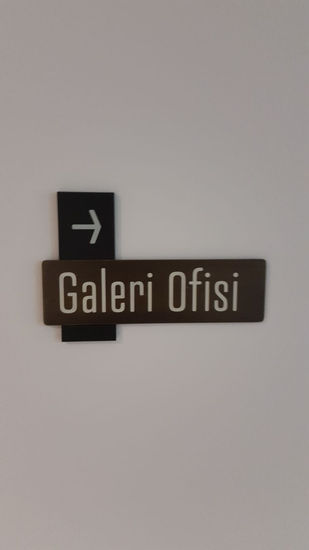 →
Galeri Ofisi